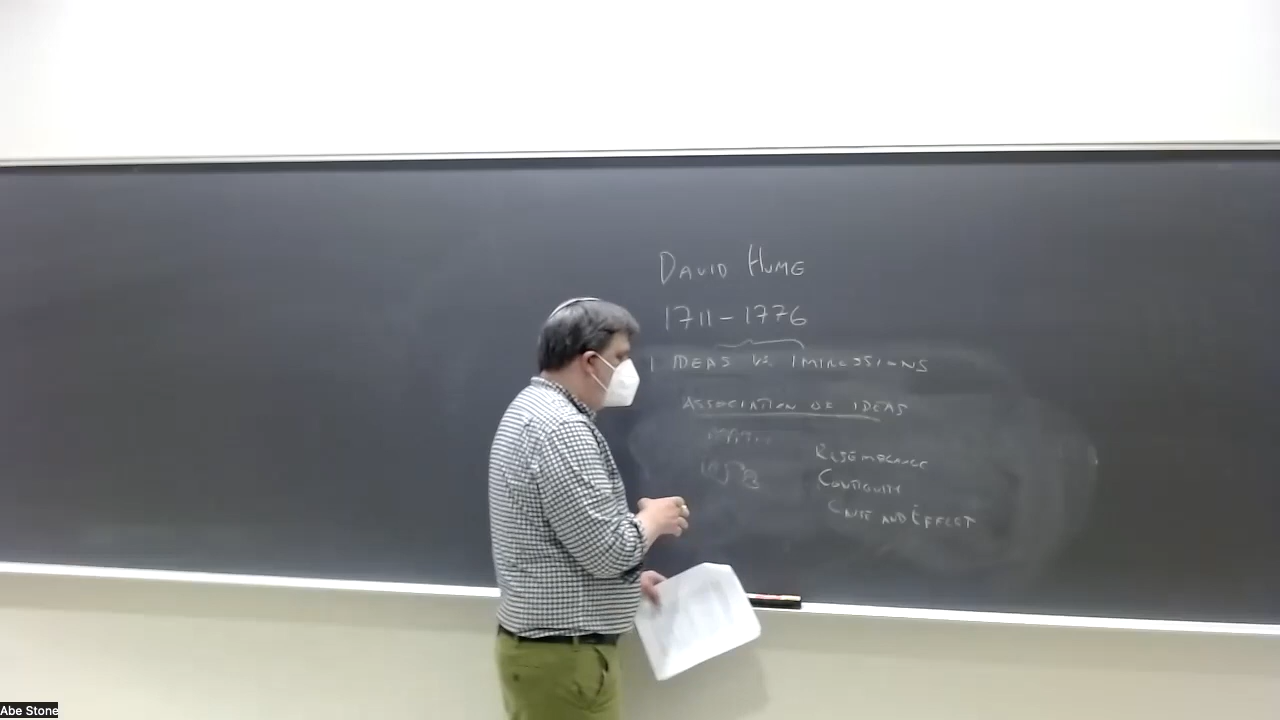 DAVID HUME
1711-1776
IDEAS VS. IMPRESSIONS
ASSOCIATION OF IDEAS
RESEMBLANCE
CONTIGUITY
CAUSE AND EFFECT
Abe Stone